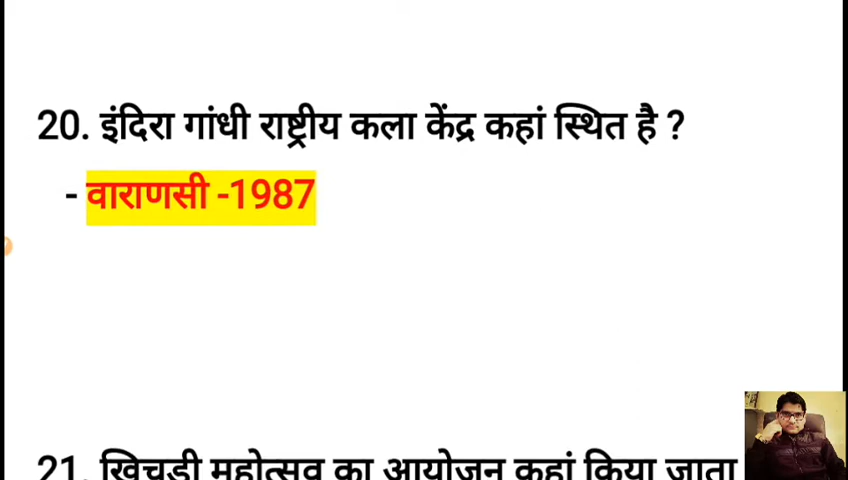 20. इंदिरा गांधी राष्ट्रीय कला केंद्र कहां स्थित है ?
- वाराणसी -1987
21. खिचड़ी महोत्सव का आयोजन कहां किया जाता